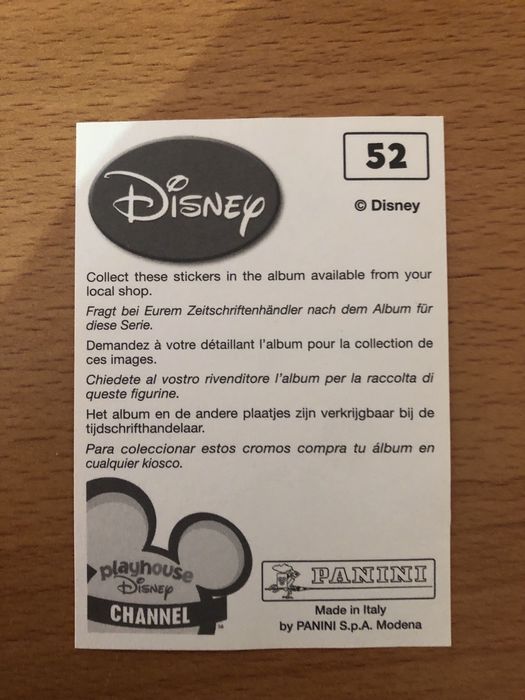 Disney
52
© Disney
Collect these stickers in the album available from your
local shop.
Fragt bei Eurem Zeitschriftenhändler nach dem Album für
diese Serie.
Demandez à votre détaillant l'album pour la collection de
ces images.
Chiedete al vostro rivenditore l'album per la raccolta di
queste figurine.
Het album en de andere plaatjes zijn verkrijgbaar bij de
tijdschrifthandelaar.
Para coleccionar estos cromos compra tu álbum en
cualquier kiosco.
playhouse
Disney
CHANNEL
PANINI
Made in Italy
by PANINI S.p.A. Modena